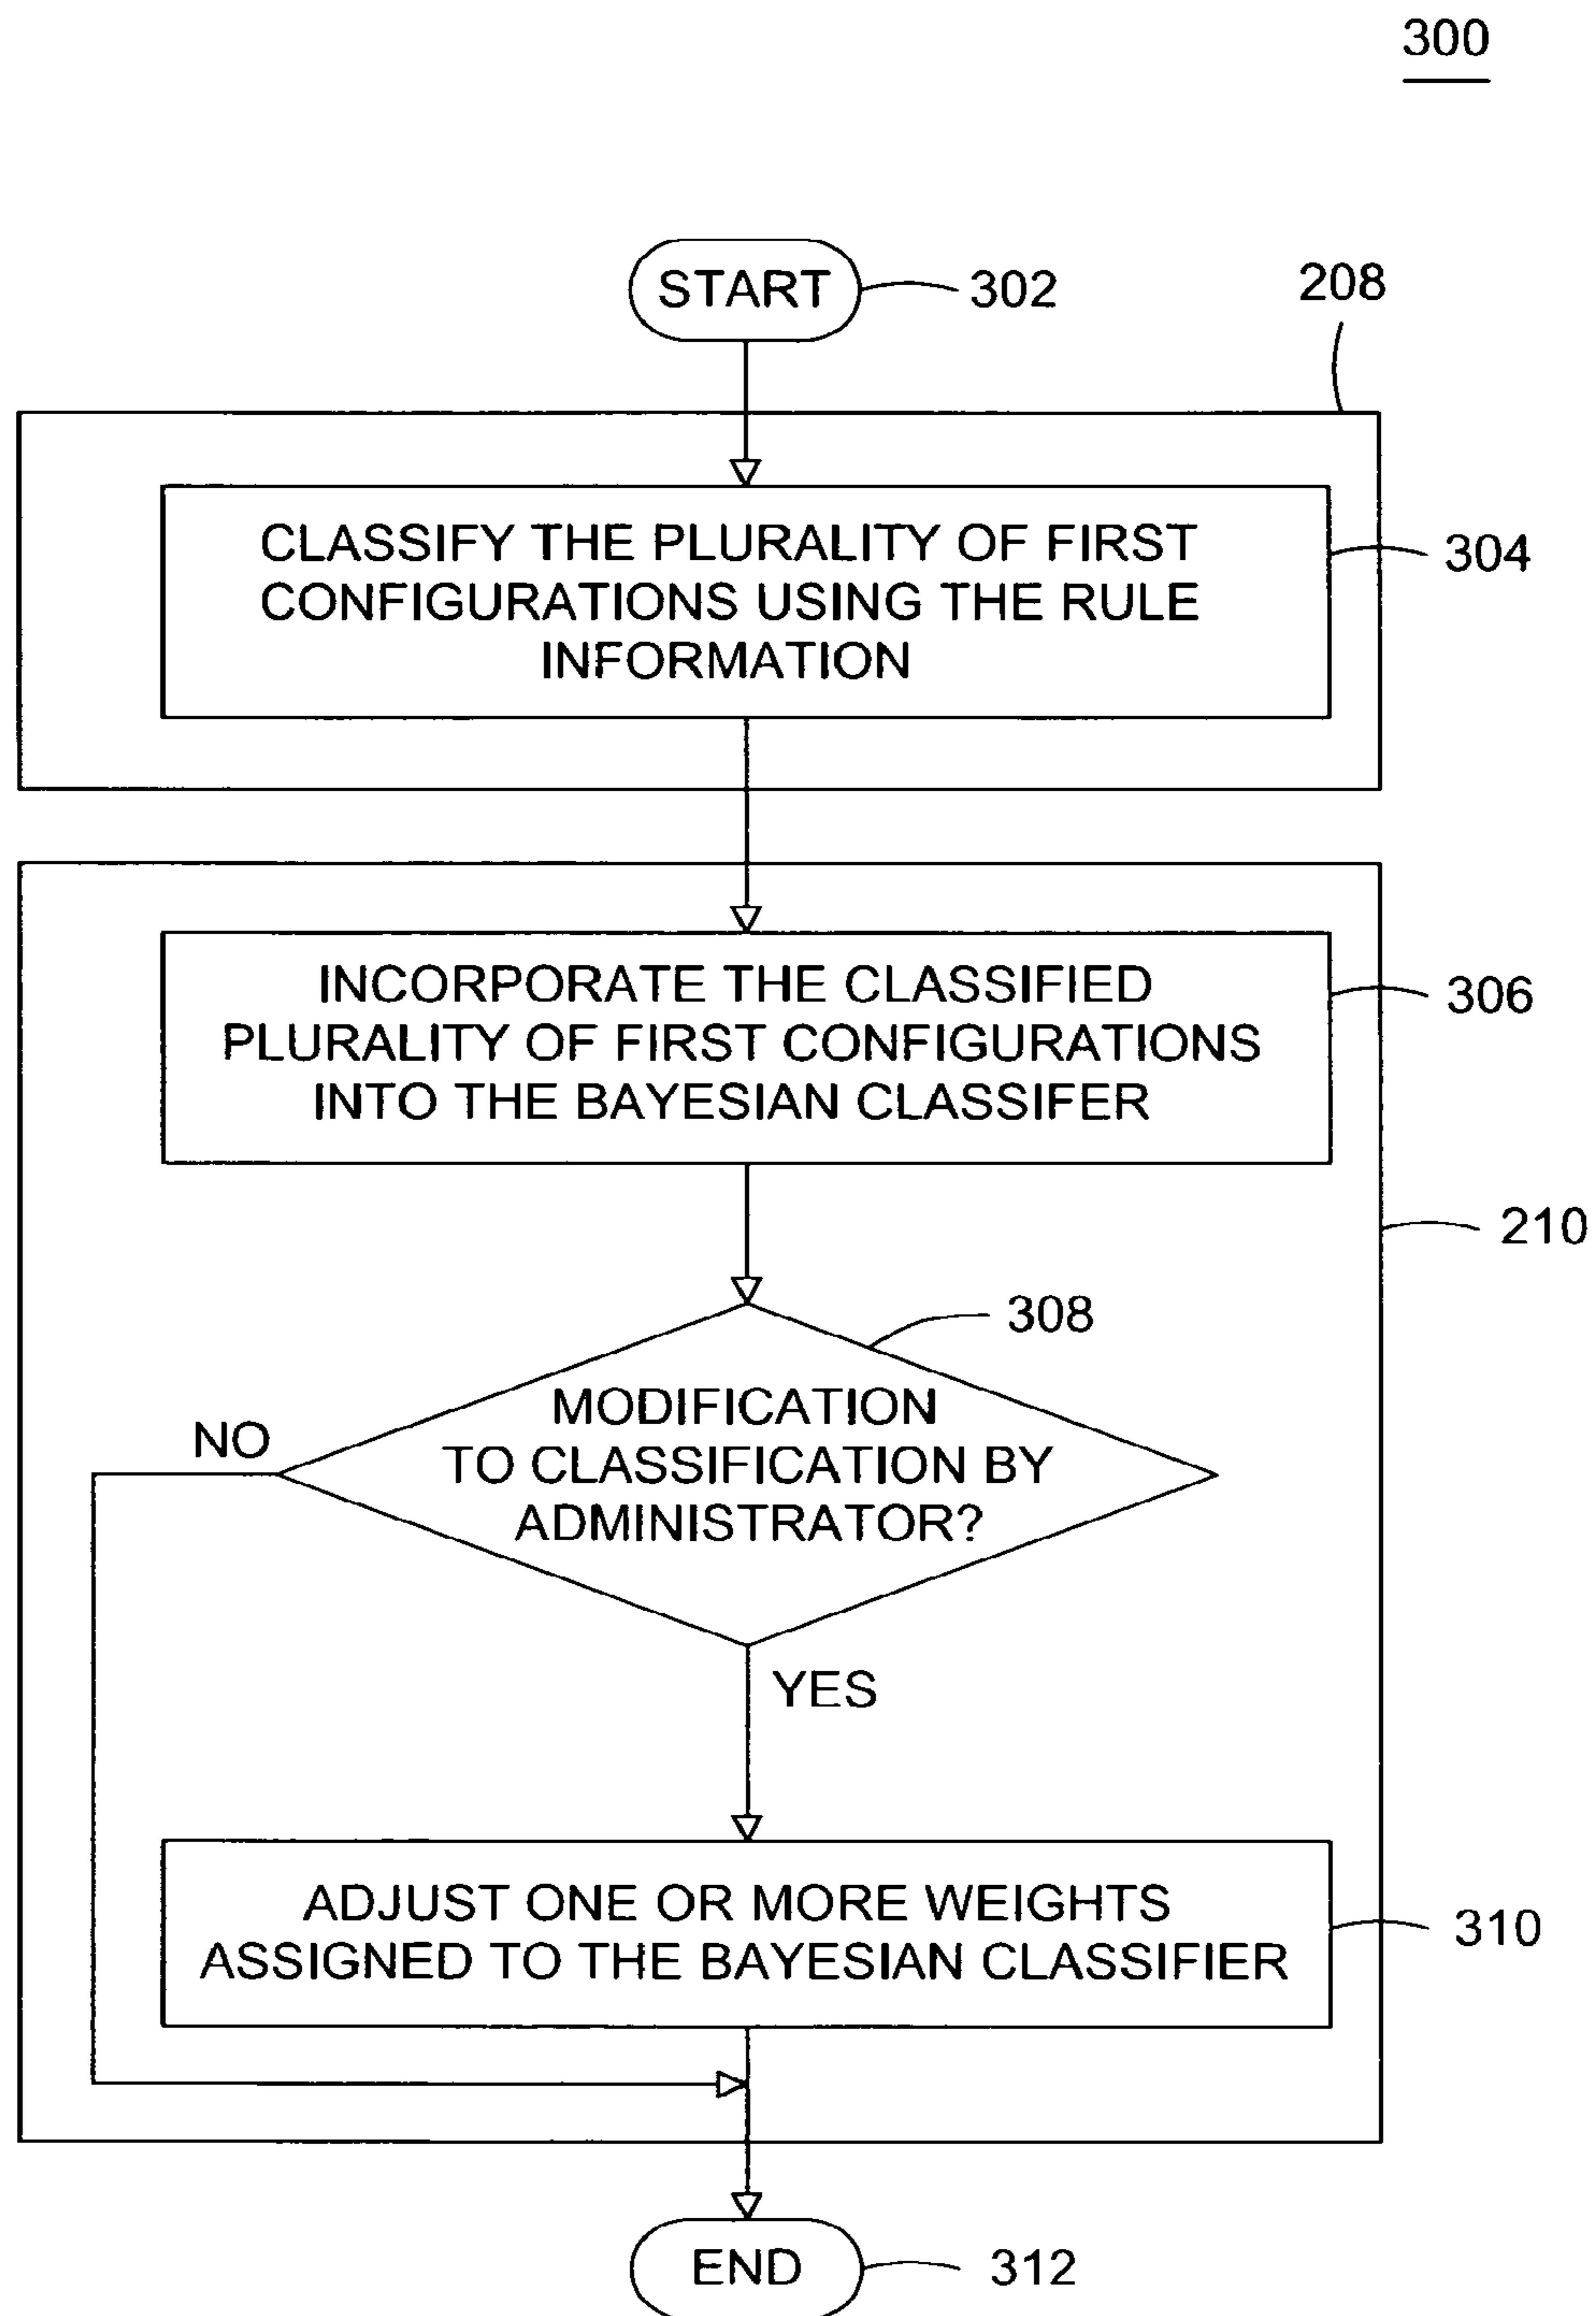 300
START
302
208
CLASSIFY THE PLURALITY OF FIRST
CONFIGURATIONS USING THE RULE
INFORMATION
304
INCORPORATE THE CLASSIFIED
PLURALITY OF FIRST CONFIGURATIONS
INTO THE BAYESIAN CLASSIFER
306
210
308
MODIFICATION
TO CLASSIFICATION BY
ADMINISTRATOR?
NO
YES
ADJUST ONE OR MORE WEIGHTS
ASSIGNED TO THE BAYESIAN CLASSIFIER
310
END
312